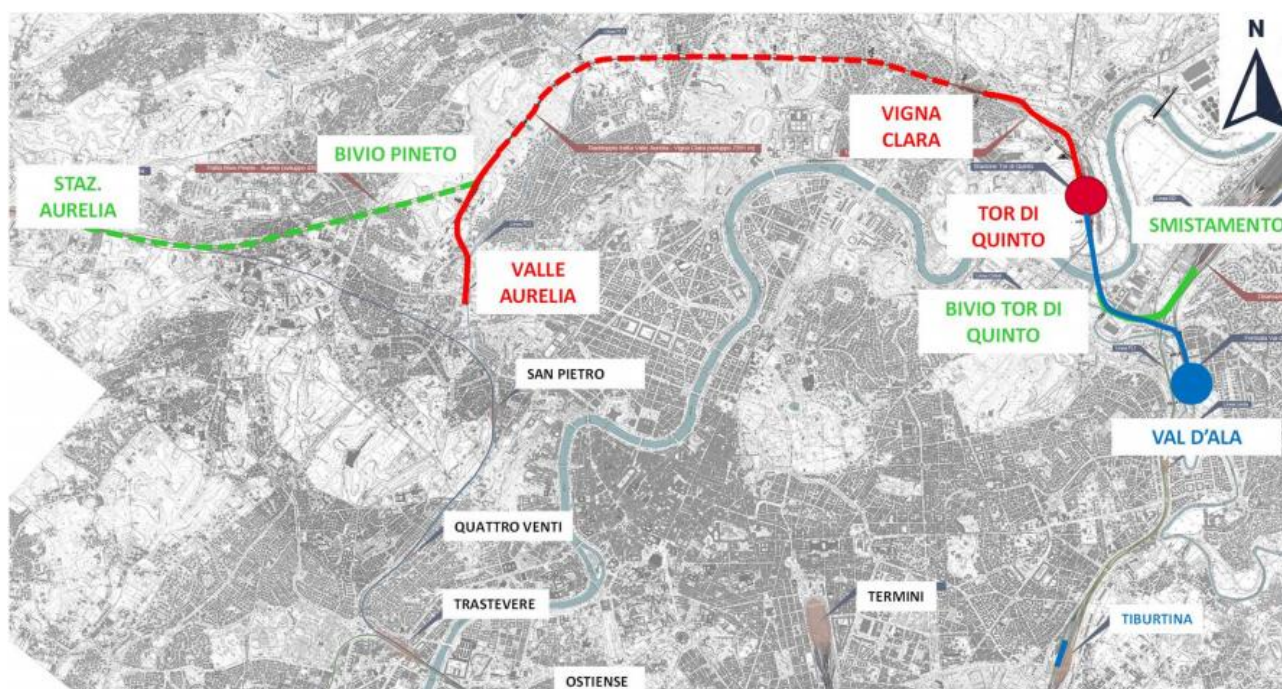 N
VIGNA
CLARA
BIVIO PINETO
STAZ.
AURELIA
TOR DI
QUINTO
SMISTAMENTO
VALLE
AURELIA
BIVIO TOR DI
QUINTO
SAN PIETRO
VAL D'ALA
QUATTRO VENTI
TERMINI
TRASTEVERE
TIBURTINA
OSTIENSE